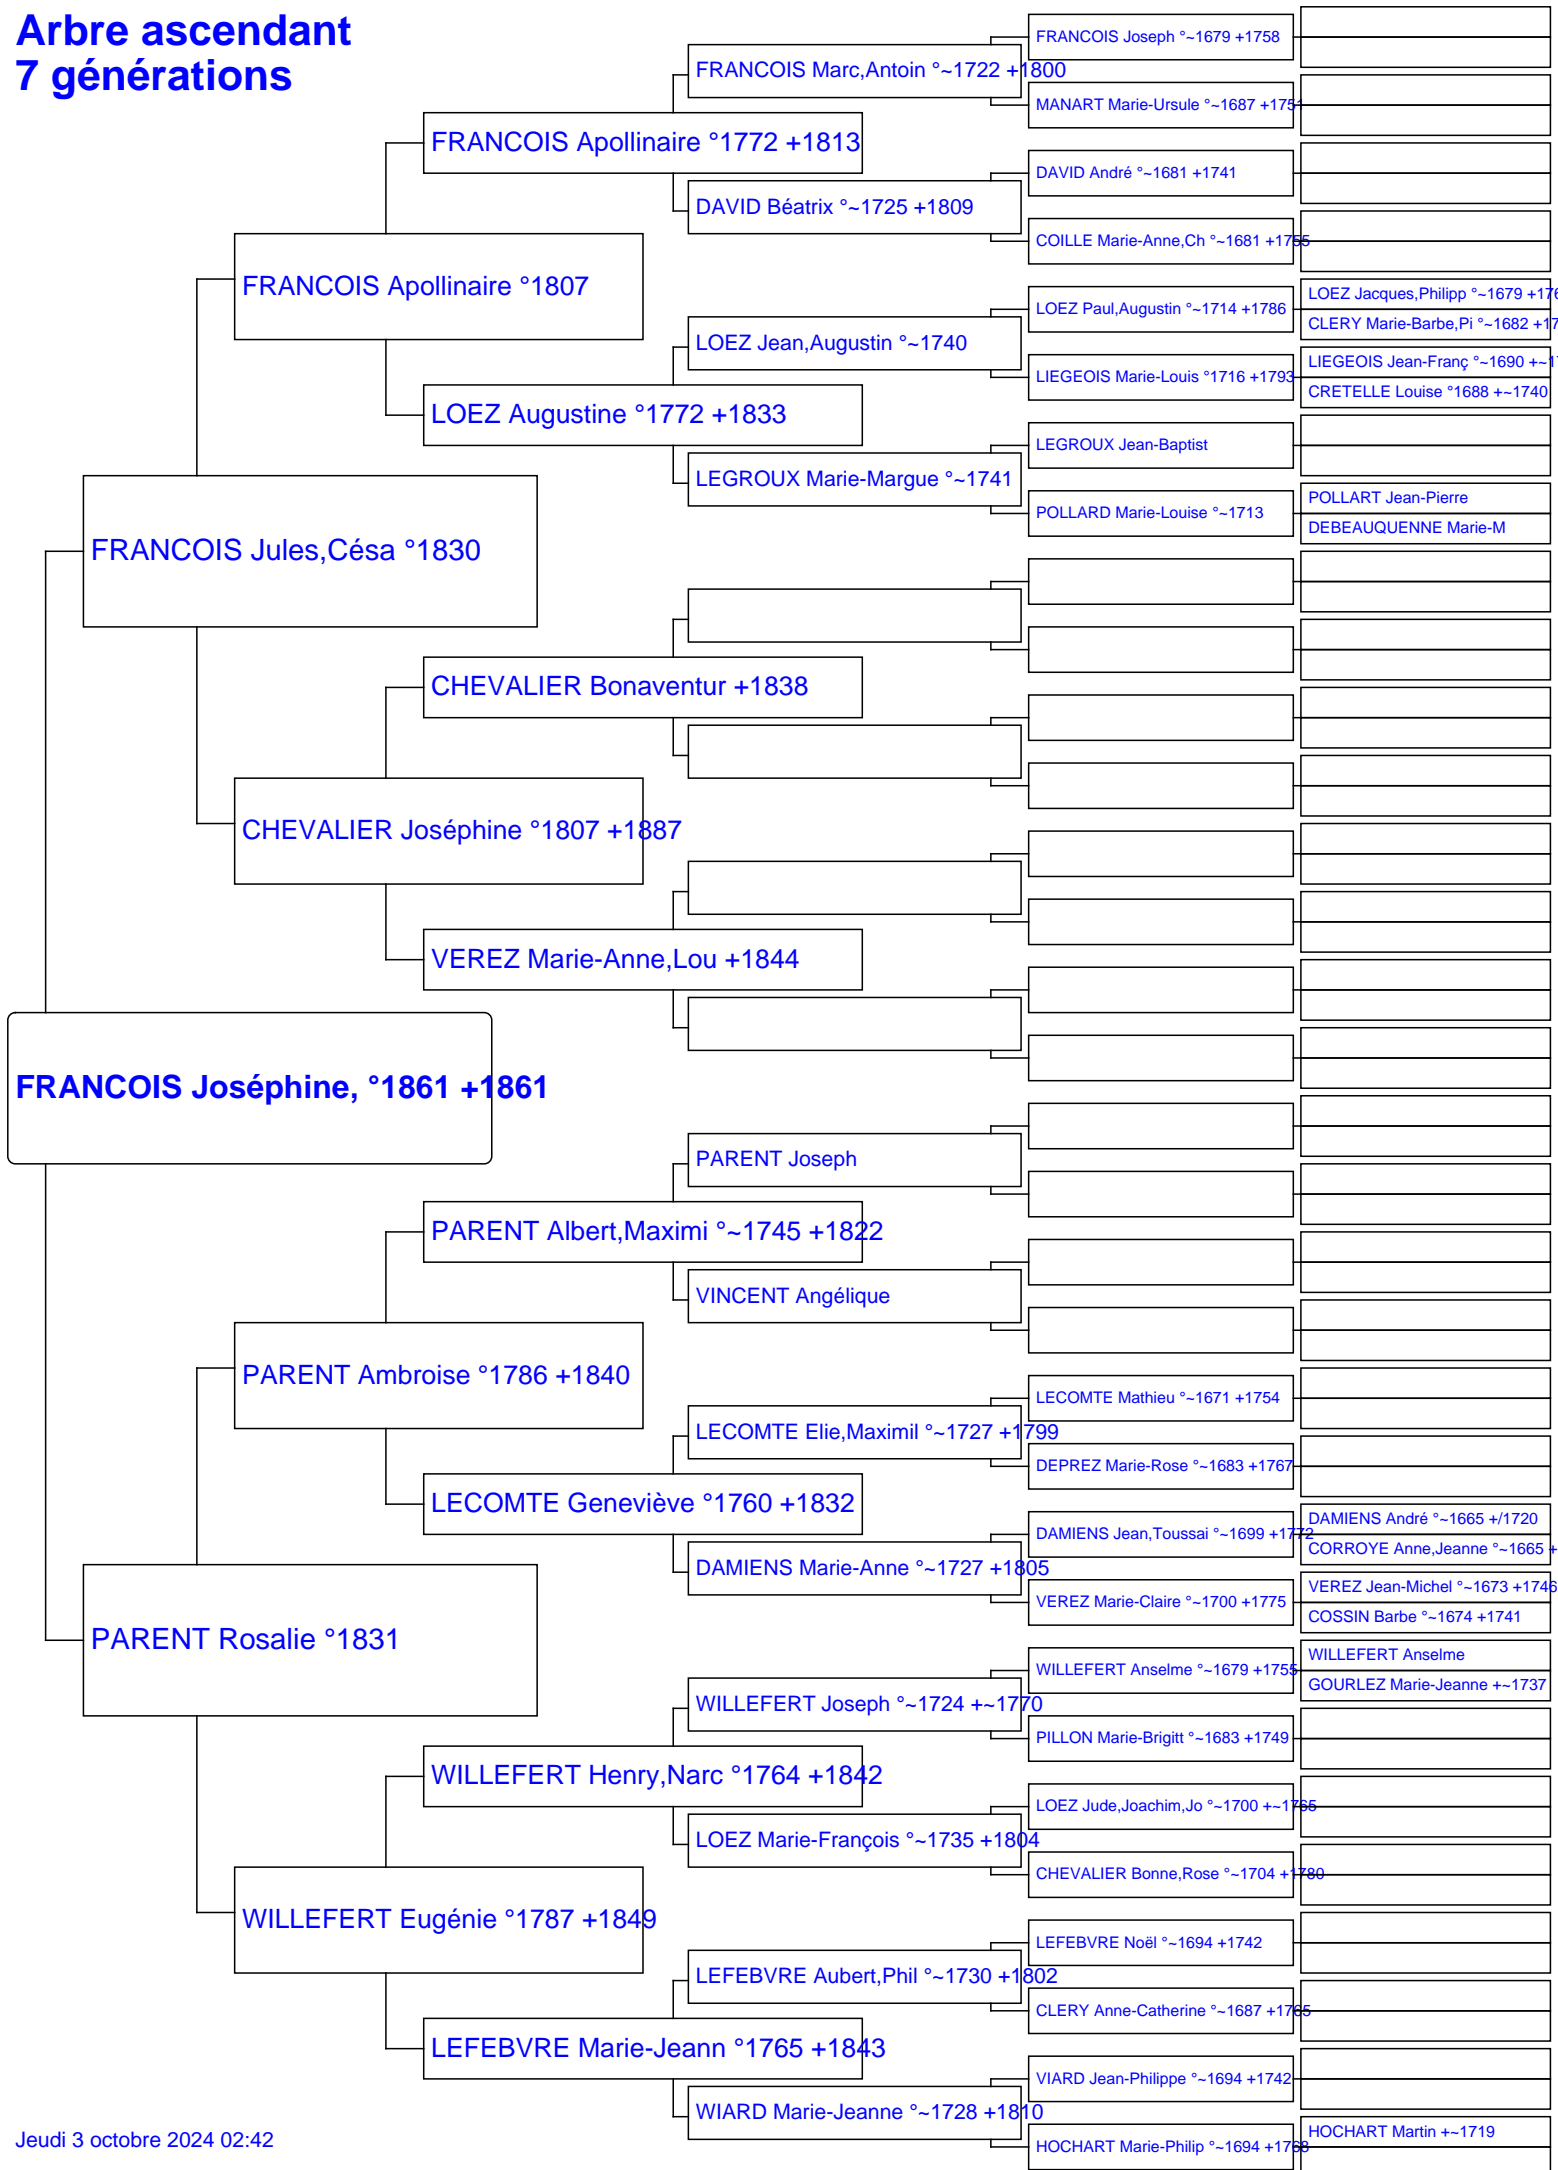 Arbre ascendant
7 générations
FRANCOIS Joséphine, °1861 +1861
FRANCOIS Jules,Césa °1830
PARENT Rosalie °1831
FRANCOIS Apollinaire °1807
CHEVALIER Joséphine °1807 +1887
PARENT Ambroise °1786 +1840
WILLEFERT Eugénie °1787 +1849
FRANCOIS Apollinaire °1772 +1813
LOEZ Augustine °1772 +1833
CHEVALIER Bonaventur +1838
VEREZ Marie-Anne,Lou +1844
PARENT Albert,Maximi °~1745 +1822
LECOMTE Geneviève °1760 +1832
WILLEFERT Henry,Narc °1764 +1842
LEFEBVRE Marie-Jeann °1765 +1843
FRANCOIS Marc,Antoin °~1722 +1800
DAVID Béatrix °~1725 +1809
LOEZ Jean,Augustin °~1740
LEGROUX Marie-Margue °~1741
PARENT Joseph
VINCENT Angélique
LECOMTE Elie,Maximil °~1727 +1799
DAMIENS Marie-Anne °~1727 +1805
WILLEFERT Joseph °~1724 +~1770
LOEZ Marie-François °~1735 +1804
LEFEBVRE Aubert,Phil °~1730 +1802
WIARD Marie-Jeanne °~1728 +1810
FRANCOIS Joseph °~1679 +1758
MANART Marie-Ursule °~1687 +1751
DAVID André °~1681 +1741
COILLE Marie-Anne,Ch °~1681 +1755
LOEZ Paul,Augustin °~1714 +1786
LIEGEOIS Marie-Louis °1716 +1793
LEGROUX Jean-Baptist
POLLARD Marie-Louise °~1713
LECOMTE Mathieu °~1671 +1754
DEPREZ Marie-Rose °~1683 +1767
DAMIENS Jean,Toussai °~1699 +1772
VEREZ Marie-Claire °~1700 +1775
WILLEFERT Anselme °~1679 +1755
PILLON Marie-Brigitt °~1683 +1749
LOEZ Jude,Joachim,Jo °~1700 +~1765
CHEVALIER Bonne,Rose °~1704 +1780
LEFEBVRE Noël °~1694 +1742
CLERY Anne-Catherine °~1687 +1765
VIARD Jean-Philippe °~1694 +1742
HOCHART Marie-Philip °~1694 +1768
LOEZ Jacques,Philipp °~1679 +176
CLERY Marie-Barbe,Pi °~1682 +17
LIEGEOIS Jean-Franç °~1690 +~1
CRETELLE Louise °1688 +~1740
POLLART Jean-Pierre
DEBEAUQUENNE Marie-M
DAMIENS André °~1665 +/1720
CORROYE Anne,Jeanne °~1665 +
VEREZ Jean-Michel °~1673 +1746
COSSIN Barbe °~1674 +1741
WILLEFERT Anselme
GOURLEZ Marie-Jeanne +~1737
HOCHART Martin +~1719
Jeudi 3 octobre 2024 02:42